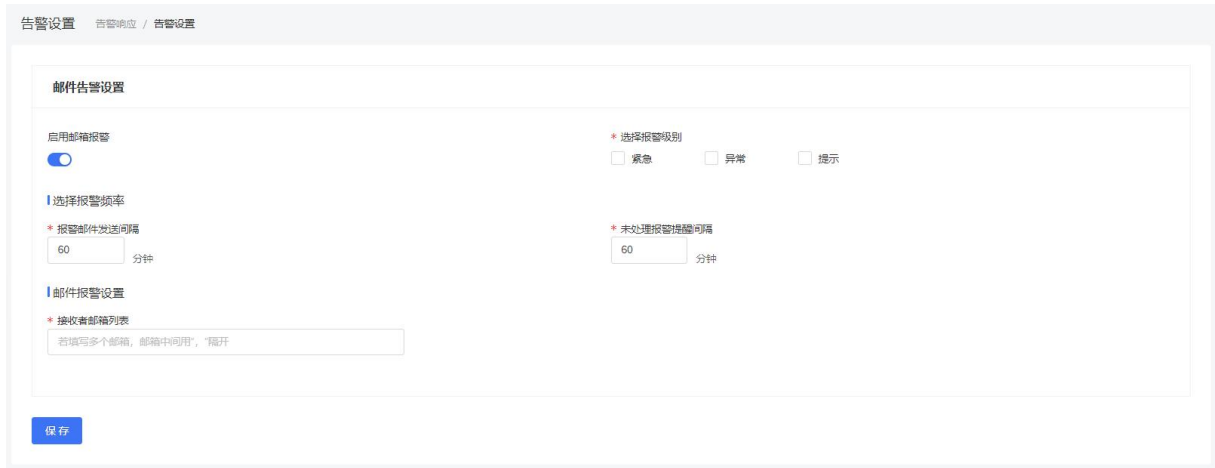 告警设置 告警响应 / 告警设置
邮件告警设置
启用邮箱报警
* 选择报警级别
紧急 异常 提示
选择报警频率
* 报警邮件发送间隔
60 分钟
* 未处理报警提醒间隔
60 分钟
邮件报警设置
* 接收者邮箱列表
若填写多个邮箱，邮箱中间用“，”隔开
保存